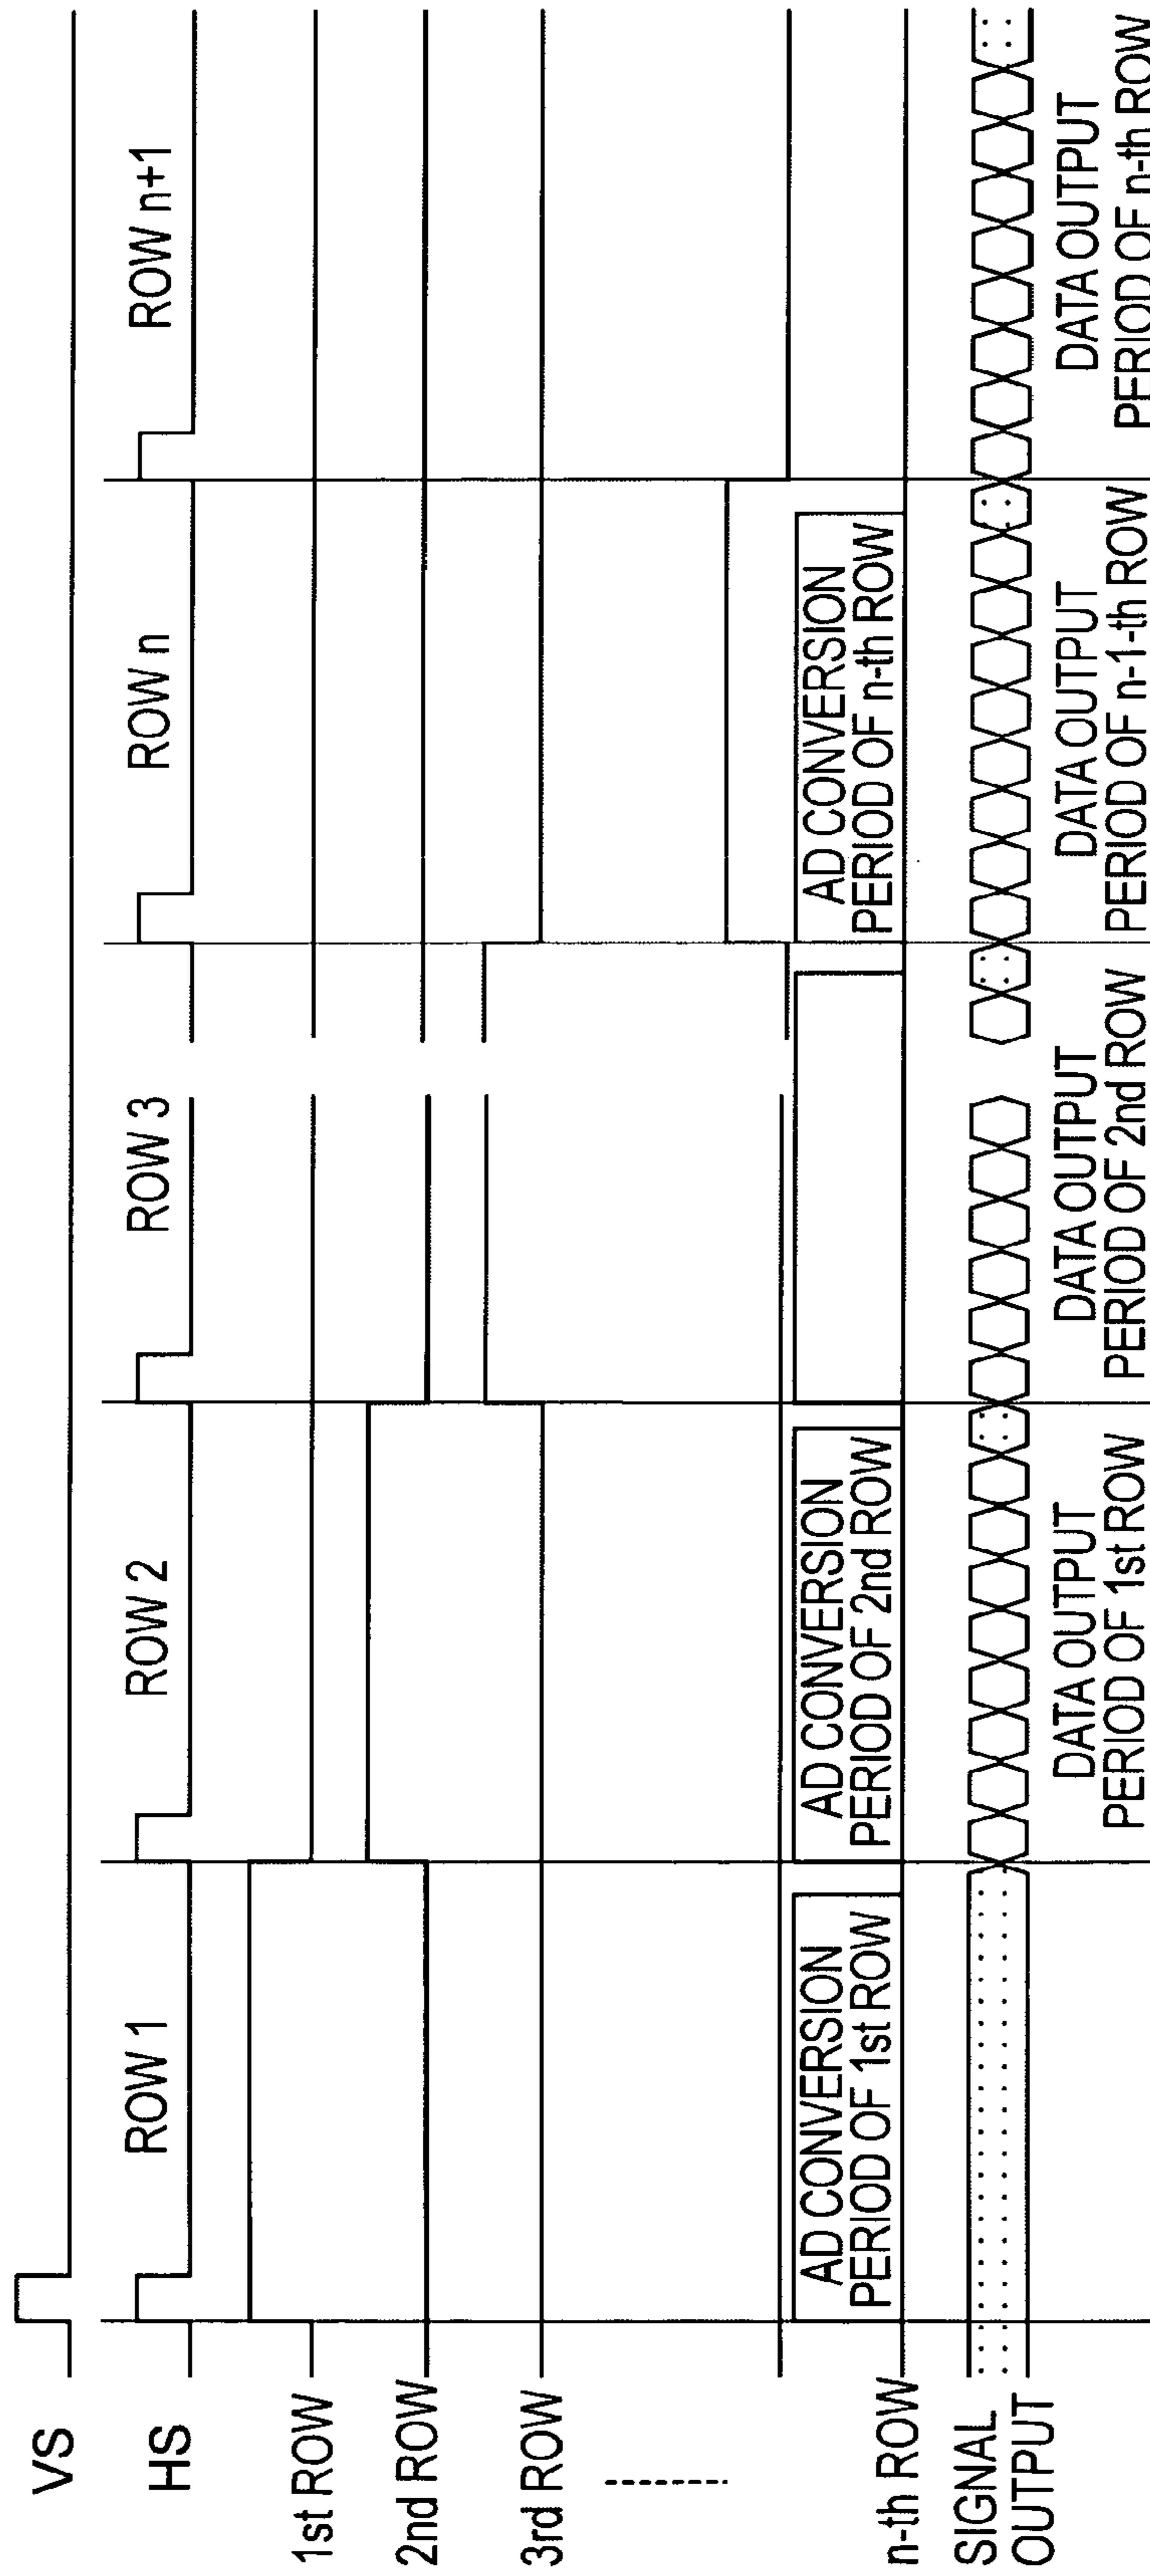 VS
HS
ROW 1
ROW 2
ROW 3
ROW n
ROW n+1
1st ROW
2nd ROW
3rd ROW
n-th ROW
AD CONVERSION
PERIOD OF 1st ROW
AD CONVERSION
PERIOD OF 2nd ROW
AD CONVERSION
PERIOD OF n-th ROW
SIGNAL
OUTPUT
DATA OUTPUT
PERIOD OF 1st ROW
DATA OUTPUT
PERIOD OF 2nd ROW
DATA OUTPUT
PERIOD OF n-1-th ROW
DATA OUTPUT
PERIOD OF n-th ROW